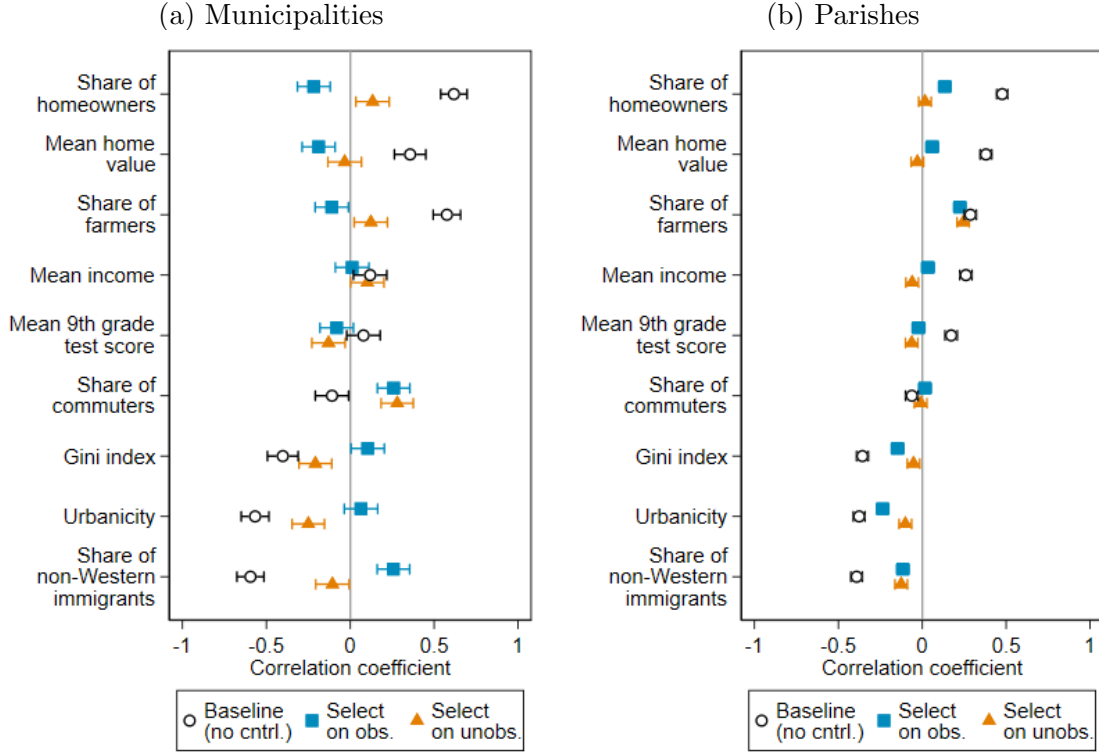 (a) Municipalities
Share of
homeowners
Mean home
value
Share of
farmers
Mean income
Mean 9th grade
test score
Share of
commuters
Gini index
Urbanicity
Share of
non-Western
immigrants
-1 -0.5 0 0.5 1
Correlation coefficient
Baseline (no cntrl.)
Select on obs.
Select on unobs.
(b) Parishes
Share of
homeowners
Mean home
value
Share of
farmers
Mean income
Mean 9th grade
test score
Share of
commuters
Gini index
Urbanicity
Share of
non-Western
immigrants
-1 -0.5 0 0.5 1
Correlation coefficient
Baseline (no cntrl.)
Select on obs.
Select on unobs.